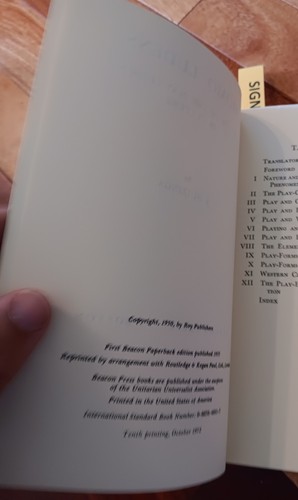 SIGN
Copyright, 1950, by Roy Publishers
First Beacon Paperback edition published 1955
Reprinted by arrangement with Routledge & Kegan Paul, Ltd.,
Beacon Press books are published under the auspices
of the Unitarian Universalist Association.
Printed in the United States of America
International Standard Book Number:
Tenth printing, October 1972
T
TRANSLATOR
FOREWORD
I NATURE AND
PHENOMEN
II THE PLAY-C
III PLAY AND C
IV PLAY AND
V PLAY AND
VI PLAYING AN
VII PLAY AND
VIII THE ELEME
IX PLAY-FORMS
X PLAY-FORMS
XI WESTERN C
XII THE PLAY-E
TION
INDEX